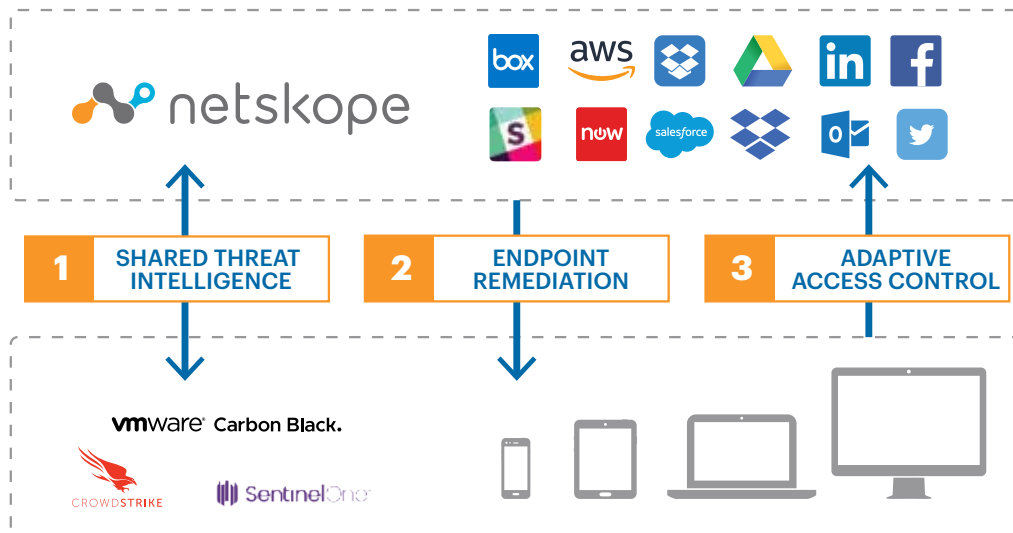 netskope
box
aws
in
f
S
now
salesforce
o
1
SHARED THREAT
INTELLIGENCE
2
ENDPOINT
REMEDIATION
3
ADAPTIVE
ACCESS CONTROL
vmware® Carbon Black.
CROWDSTRIKE
SentinelOne